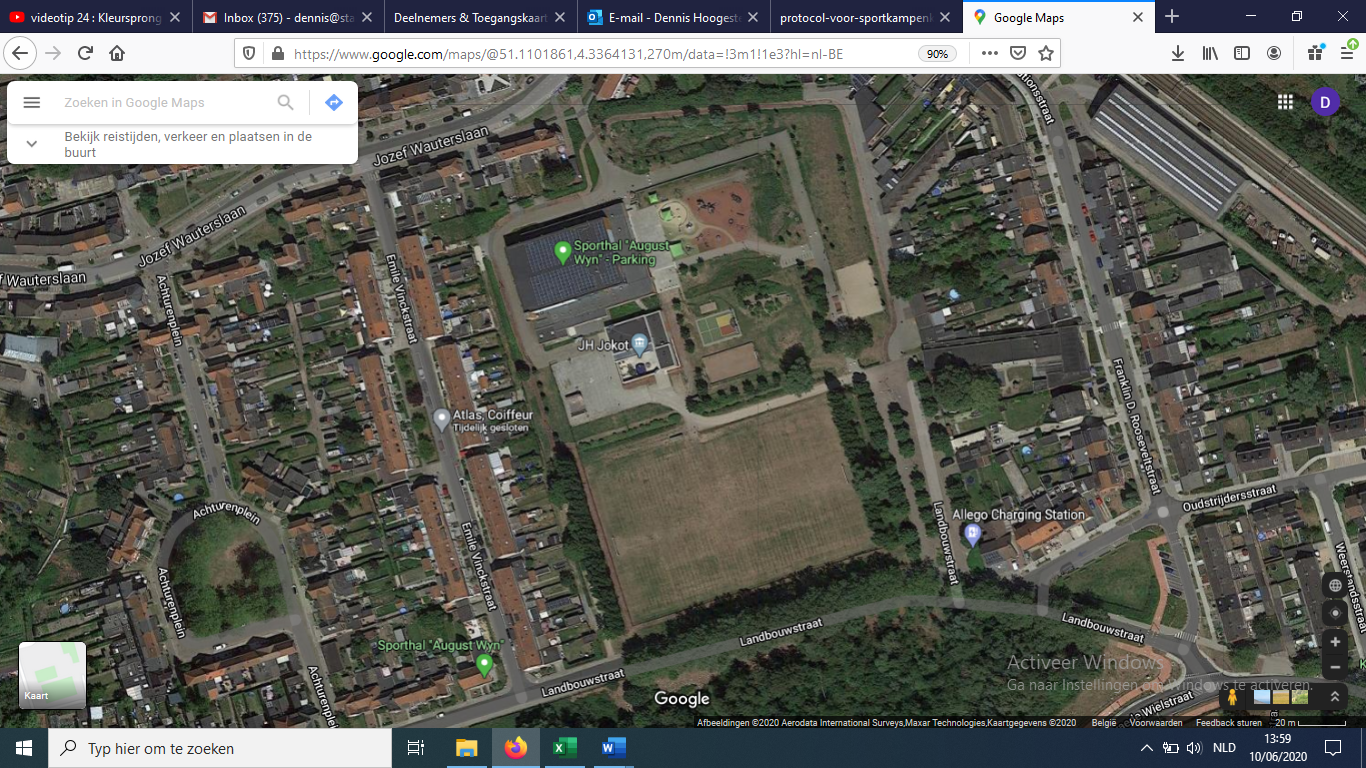 videotip 24 : Kleursprong
Inbox (375) - dennis@sta
Deelnemers & Toegangskaart
E-mail - Dennis Hoogest
protocol-voor-sportkampen
Google Maps
https://www.google.com/maps/@51.1101861,4.3364131,270m/data=!3m1!1e3?hl=nl-BE
90%
Zoeken in Google Maps
Bekijk reistijden, verkeer en plaatsen in de
buurt
D
Jozef Wauterslaan
Jozef Wauterslaan
f Wauterslaan
tionsstraat
Sporthal "August
Wyn" - Parking
Achturenplein
Emile Vinckstraat
JH Jokot
Atlas, Coiffeur
Tijdelijk gesloten
Franklin D. Rooseveltstraat
Oudstrijdersstraat
Achturenplein
Allego Charging Station
Landbouwstraat
Emile Vinckstraat
Weerstandsstraat
Achturenplein
Landbouwstraat
Landbouwstraat
Sporthal "August Wyn"
Achturenplein
Landbouwstraat
Activeer Windows
Ga naar Instellingen om Windows te activeren.
Kaart
Google
Wielstraat
Afbeeldingen ©2020 Aerodata International Surveys,Maxar Technologies,Kaartgegevens ©2020
België
Voorwaarden
Feedback sturen
20 m
Typ hier om te zoeken
NLD
13:59
10/06/2020